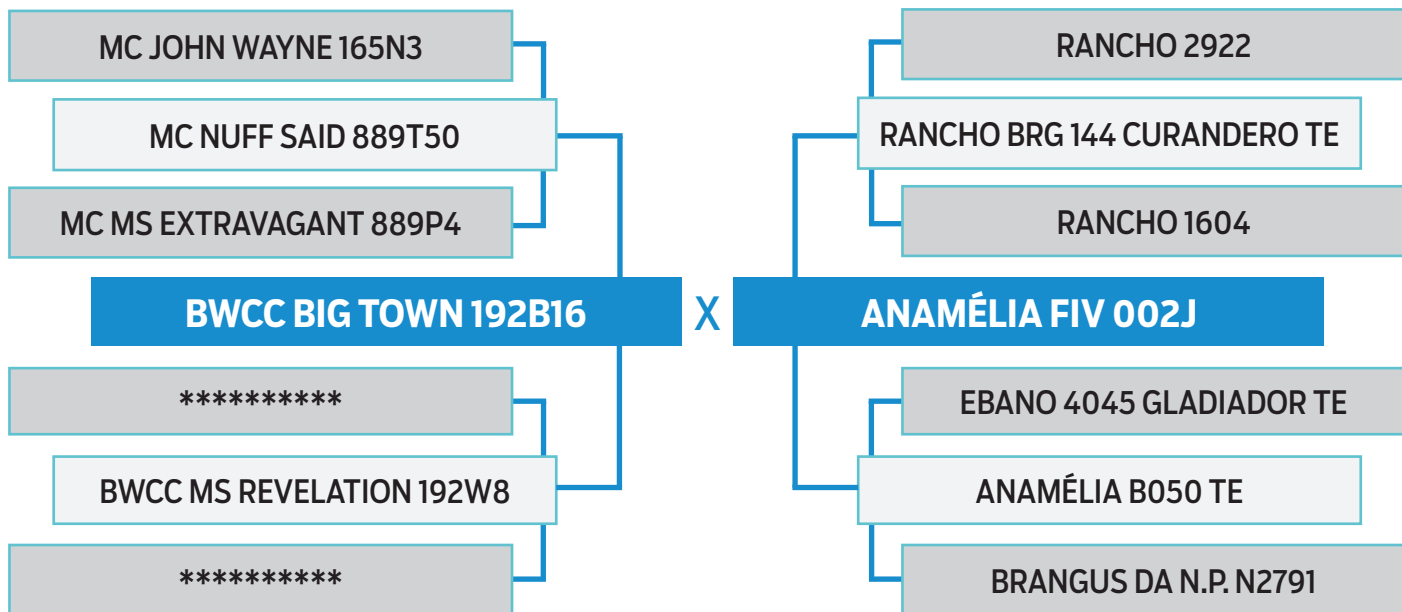 MC JOHN WAYNE 165N3
MC NUFF SAID 889T50
MC MS EXTRAVAGANT 889P4
BWCC BIG TOWN 192B16
**********
BWCC MS REVELATION 192W8
**********
X
RANCHO 2922
RANCHO BRG 144 CURANDERO TE
RANCHO 1604
ANAMÉLIA FIV 002J
EBANO 4045 GLADIADOR TE
ANAMÉLIA B050 TE
BRANGUS DA N.P. N2791